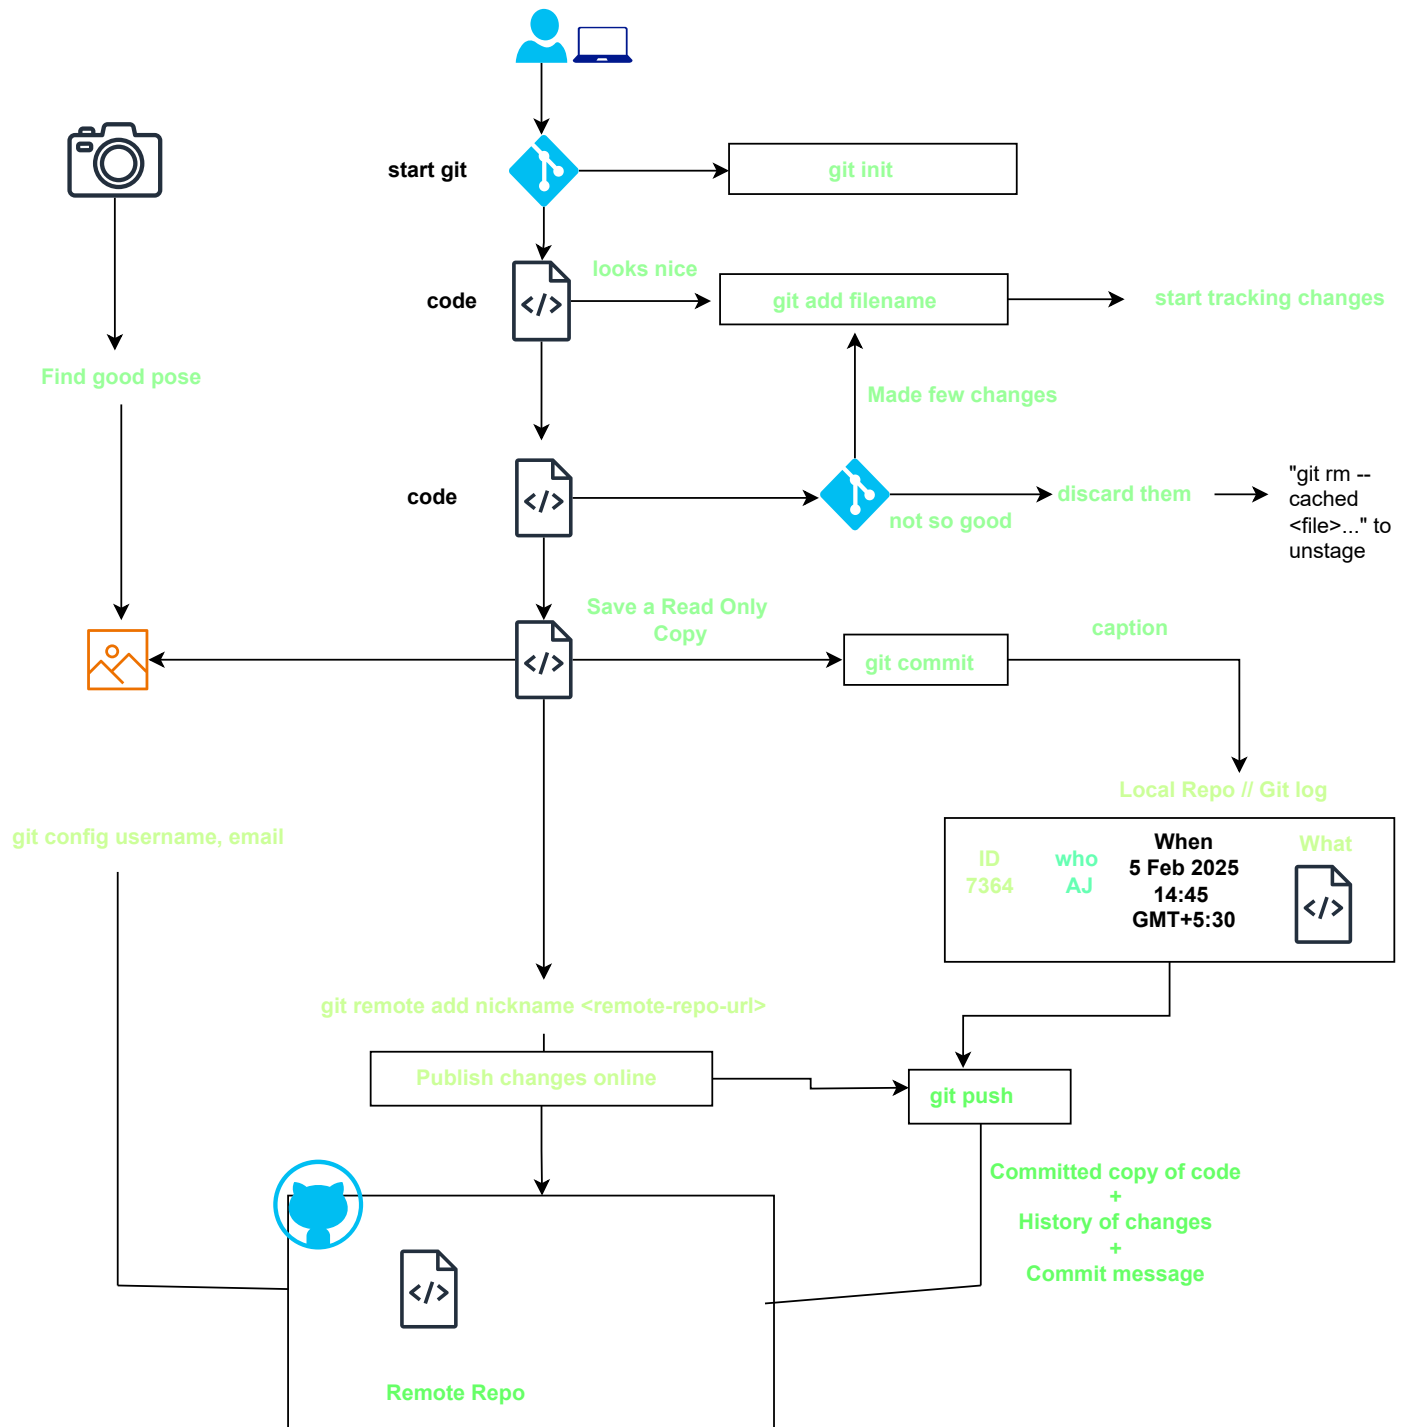 start git
git init
looks nice
code
git add filename
start tracking changes
Find good pose
Made few changes
code
not so good
discard them
"git rm --
cached
<file>..." to
unstage
Save a Read Only
Copy
git commit
caption
Local Repo // Git log
git config username, email
ID
7364
who
AJ
When
5 Feb 2025
14:45
GMT+5:30
What
git remote add nickname <remote-repo-url>
Publish changes online
git push
Committed copy of code
+
History of changes
+
Commit message
Remote Repo